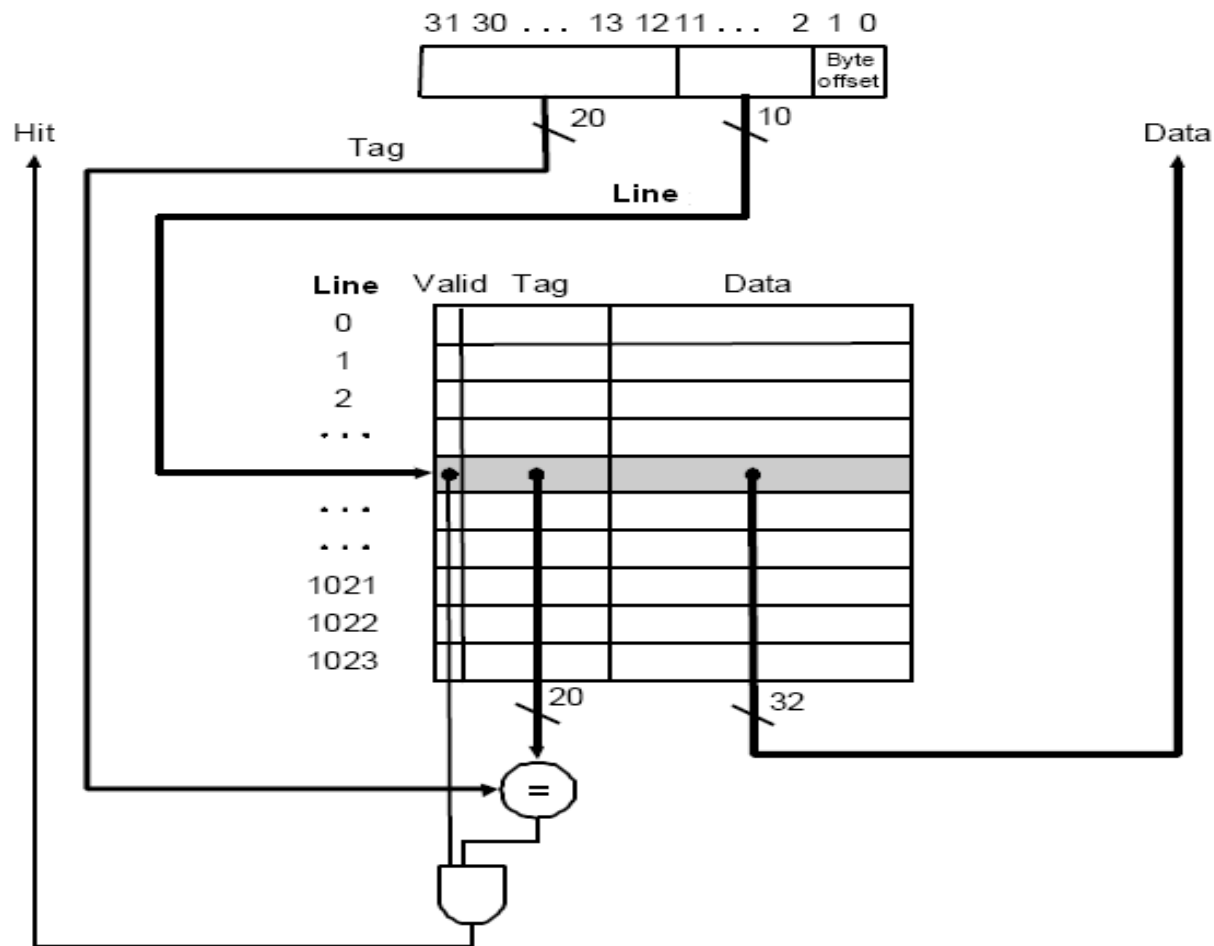 31 30 . . . 13 12 11 . . . 2 1 0
Byte offset
20
10
Hit
Tag
Data
Line
Line Valid Tag Data
0
1
2
. . .
. . .
. . .
1021
1022
1023
20
32
=